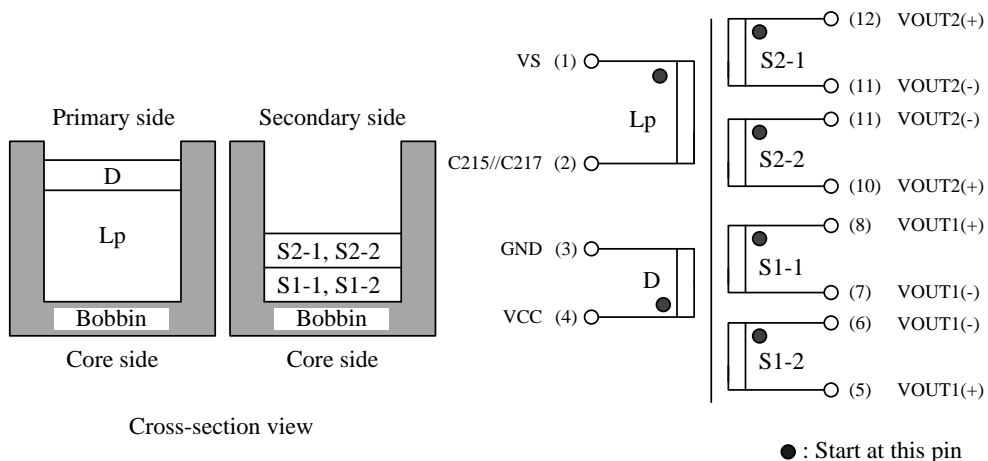 Primary side
Secondary side
D
Lp
S2-1, S2-2
S1-1, S1-2
Bobbin
Bobbin
Core side
Core side
Cross-section view
VS (1)
Lp
C215//C217 (2)
GND (3)
D
VCC (4)
(12) VOUT2(+)
S2-1
(11) VOUT2(-)
(11) VOUT2(-)
S2-2
(10) VOUT2(+)
(8) VOUT1(+)
S1-1
(7) VOUT1(-)
(6) VOUT1(-)
S1-2
(5) VOUT1(+)
: Start at this pin